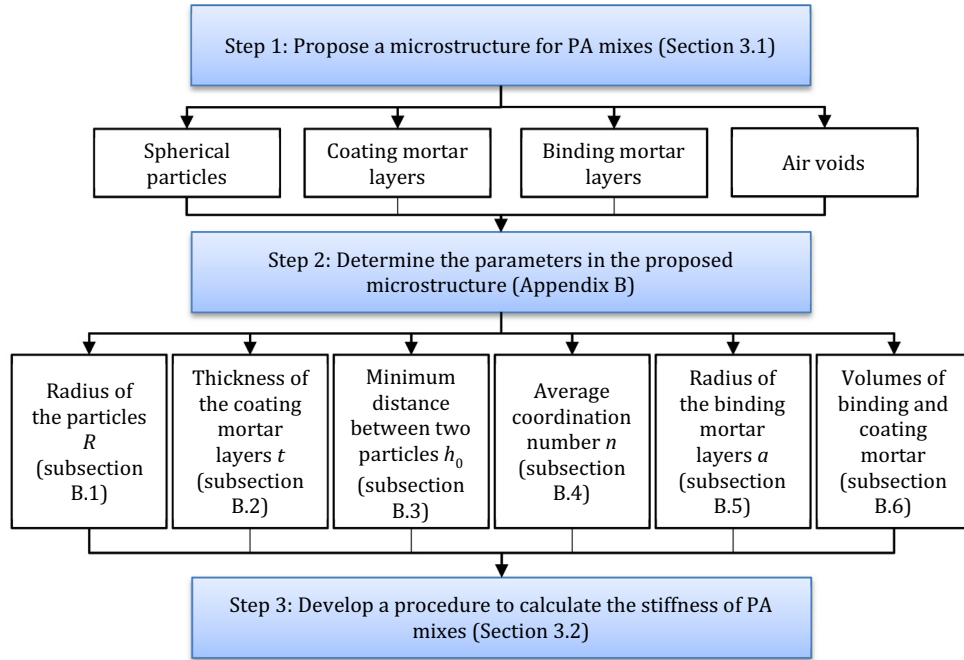 Step 1: Propose a microstructure for PA mixes (Section 3.1)
Spherical
particles
Coating mortar
layers
Binding mortar
layers
Air voids
Step 2: Determine the parameters in the proposed
microstructure (Appendix B)
Radius of
the particles
R
(subsection
B.1)
Thickness of
the coating
mortar
layers t
(subsection
B.2)
Minimum
distance
between two
particles h₀
(subsection
B.3)
Average
coordination
number n
(subsection
B.4)
Radius of
the binding
mortar
layers a
(subsection
B.5)
Volumes of
binding and
coating
mortar
(subsection
B.6)
Step 3: Develop a procedure to calculate the stiffness of PA
mixes (Section 3.2)